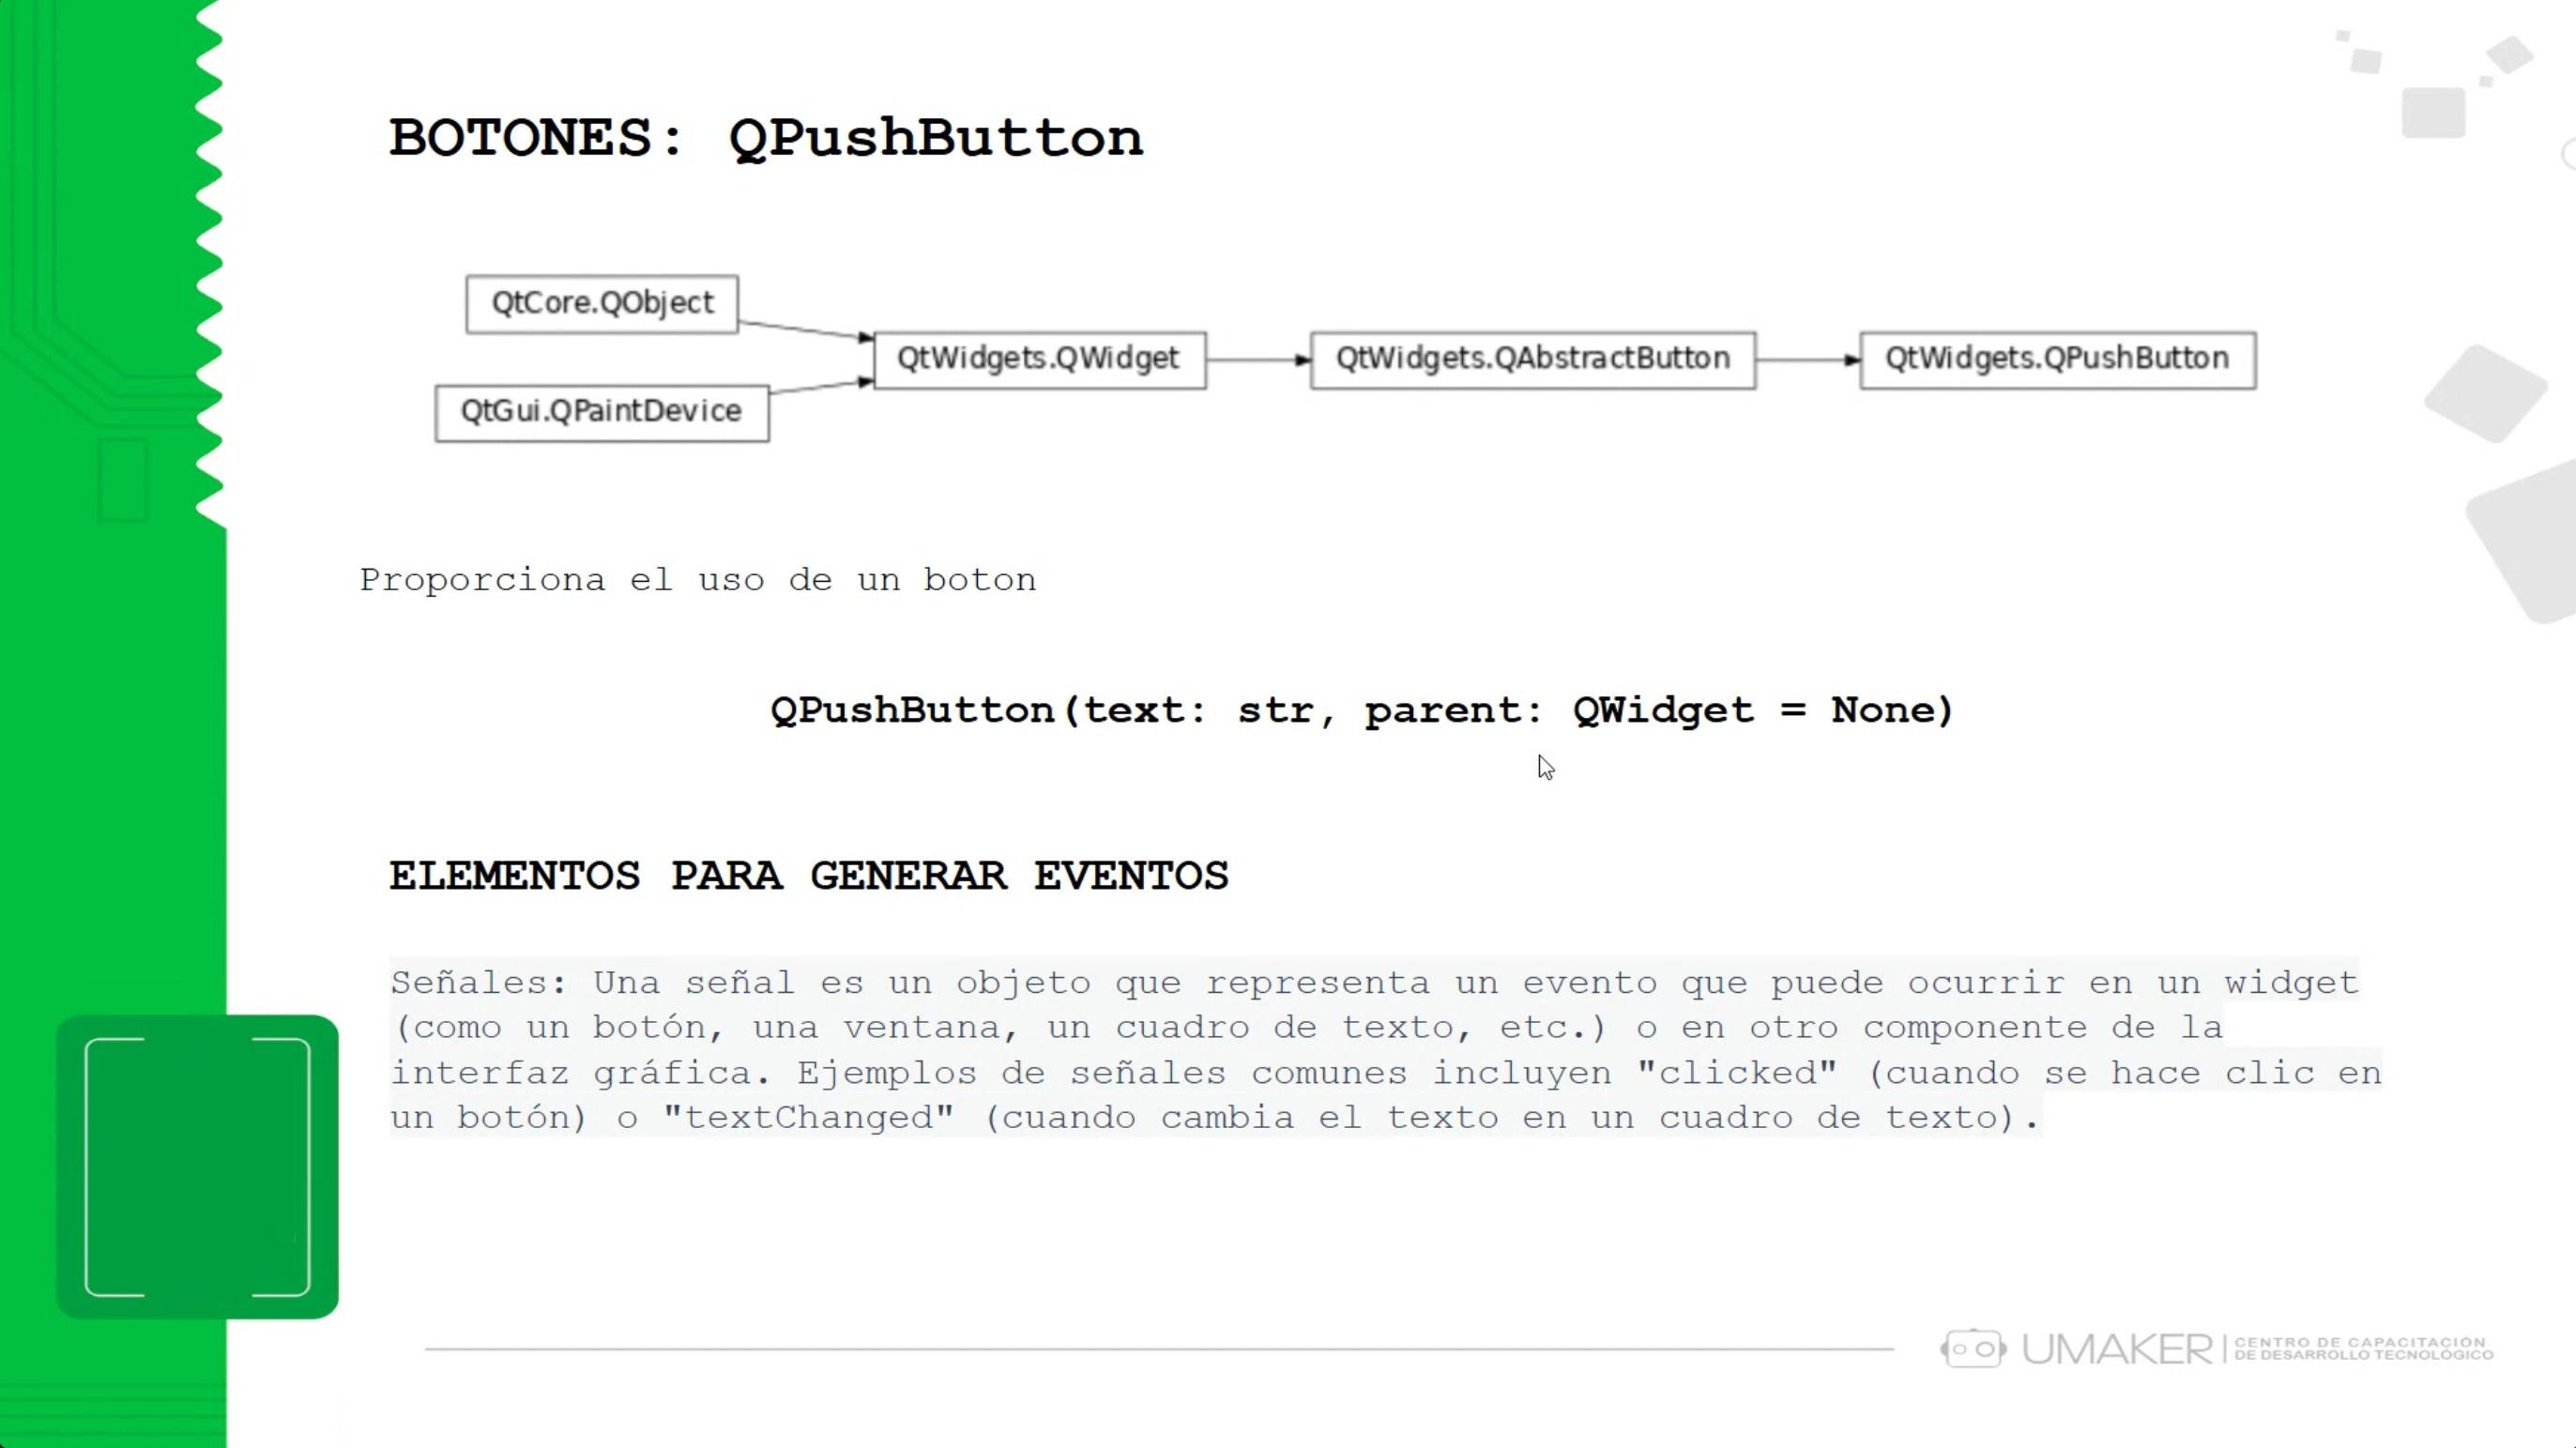 BOTONES: QPushButton
QtCore.QObject
QtGui.QPaintDevice
QtWidgets.QWidget
QtWidgets.QAbstractButton
QtWidgets.QPushButton
Proporciona el uso de un boton
QPushButton(text: str, parent: QWidget = None)
ELEMENTOS PARA GENERAR EVENTOS
Señales: Una señal es un objeto que representa un evento que puede ocurrir en un widget
(como un botón, una ventana, un cuadro de texto, etc.) o en otro componente de la
interfaz gráfica. Ejemplos de señales comunes incluyen "clicked" (cuando se hace clic en
un botón) o "textChanged" (cuando cambia el texto en un cuadro de texto).
UMAKER
CENTRO DE CAPACITACIÓN
DE DESARROLLO TECNOLÓGICO